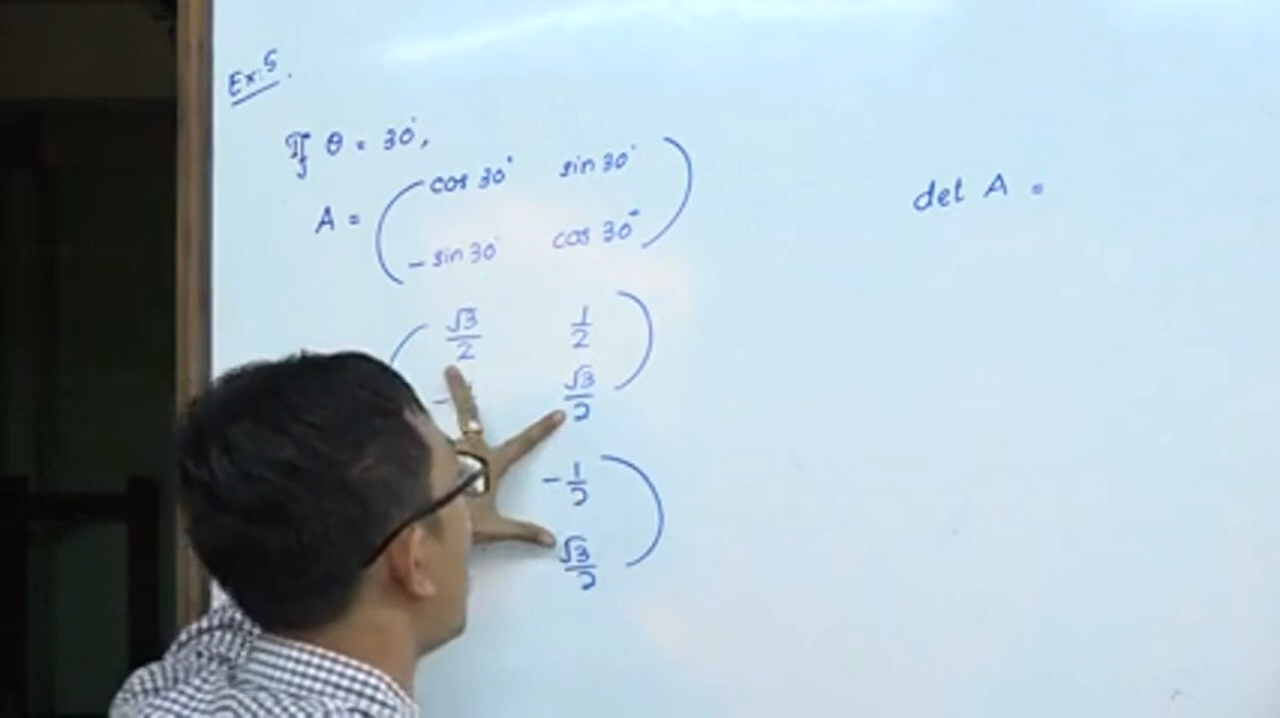 Ex. 5.
If θ = 30°,
A = ( cos 30° sin 30° )
- sin 30° cos 30°
det A =
( √3/2 1/2 )
- √3/2
- 1/2 )
√3/2